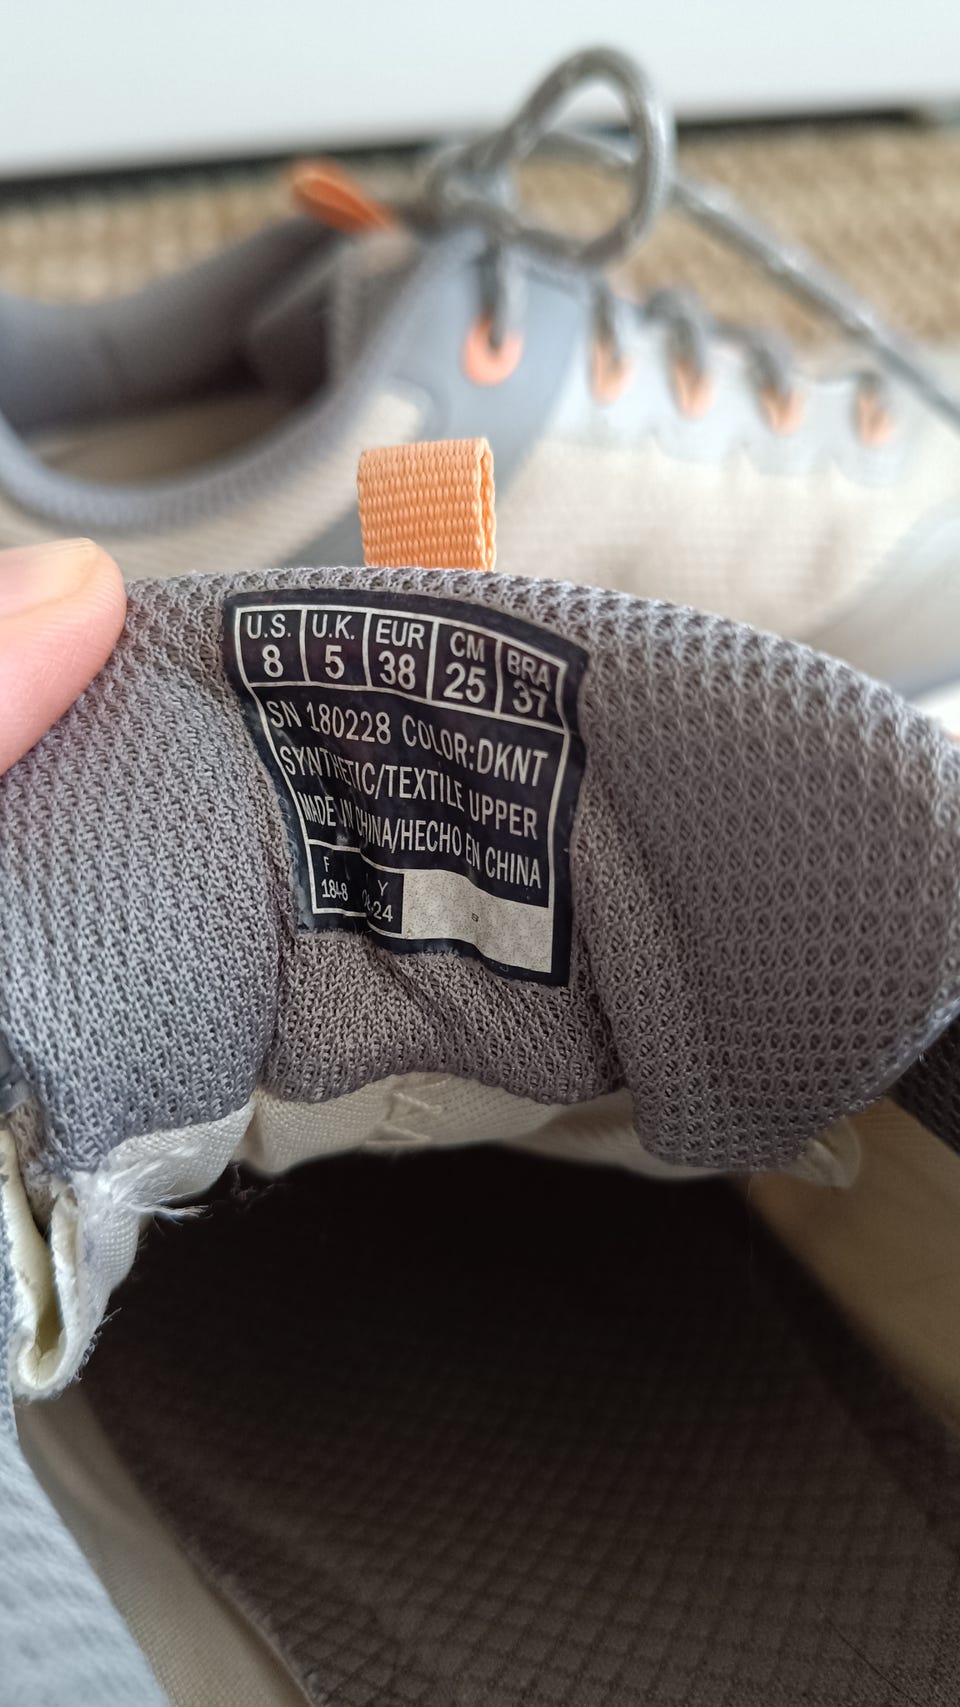 U.S. U.K. EUR CM BRA
8 5 38 25 37
SN 180228 COLOR:DKNT
SYNTHETIC/TEXTILE UPPER
MADE IN CHINA/HECHO EN CHINA
F Y